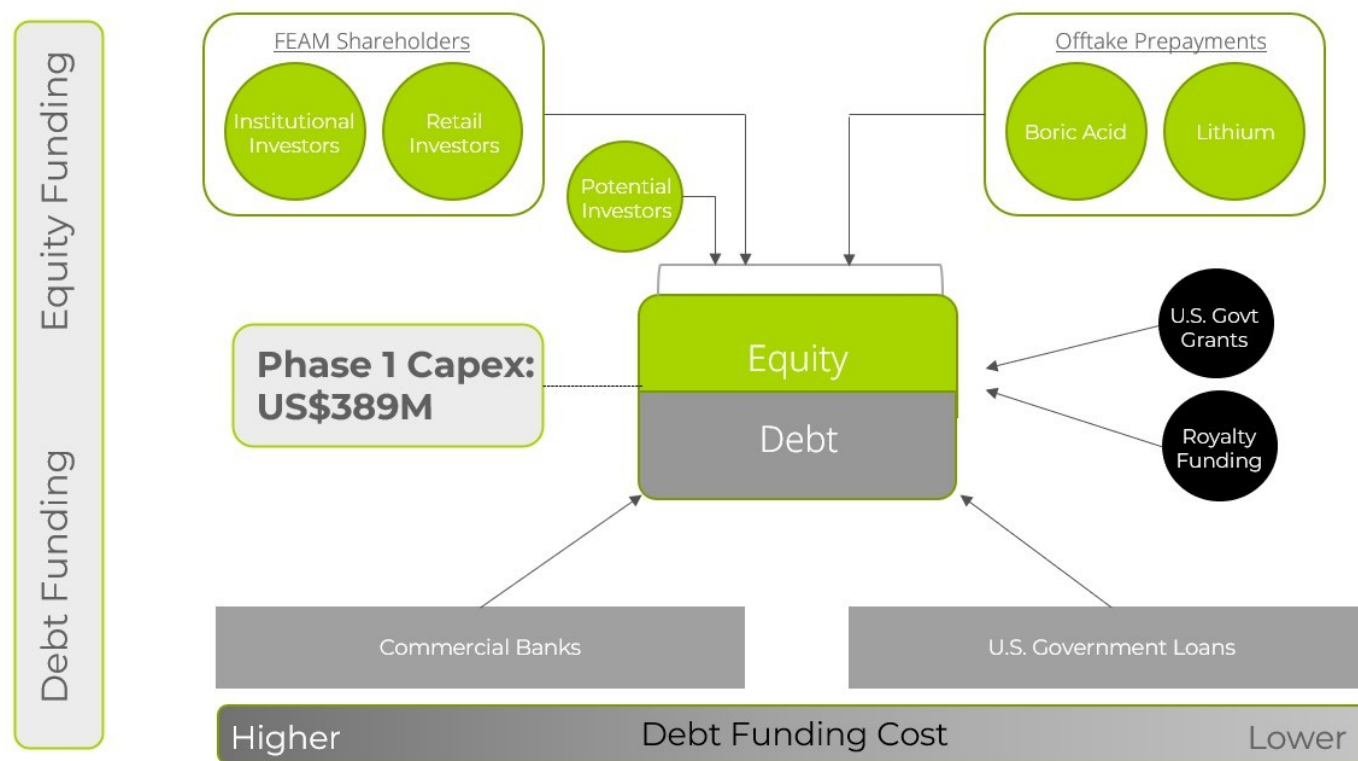 Equity Funding
Debt Funding
FEAM Shareholders
Institutional
Investors
Retail
Investors
Potential
Investors
Offtake Prepayments
Boric Acid
Lithium
Phase 1 Capex:
US$389M
Equity
Debt
U.S. Govt
Grants
Royalty
Funding
Commercial Banks
U.S. Government Loans
Higher
Debt Funding Cost
Lower